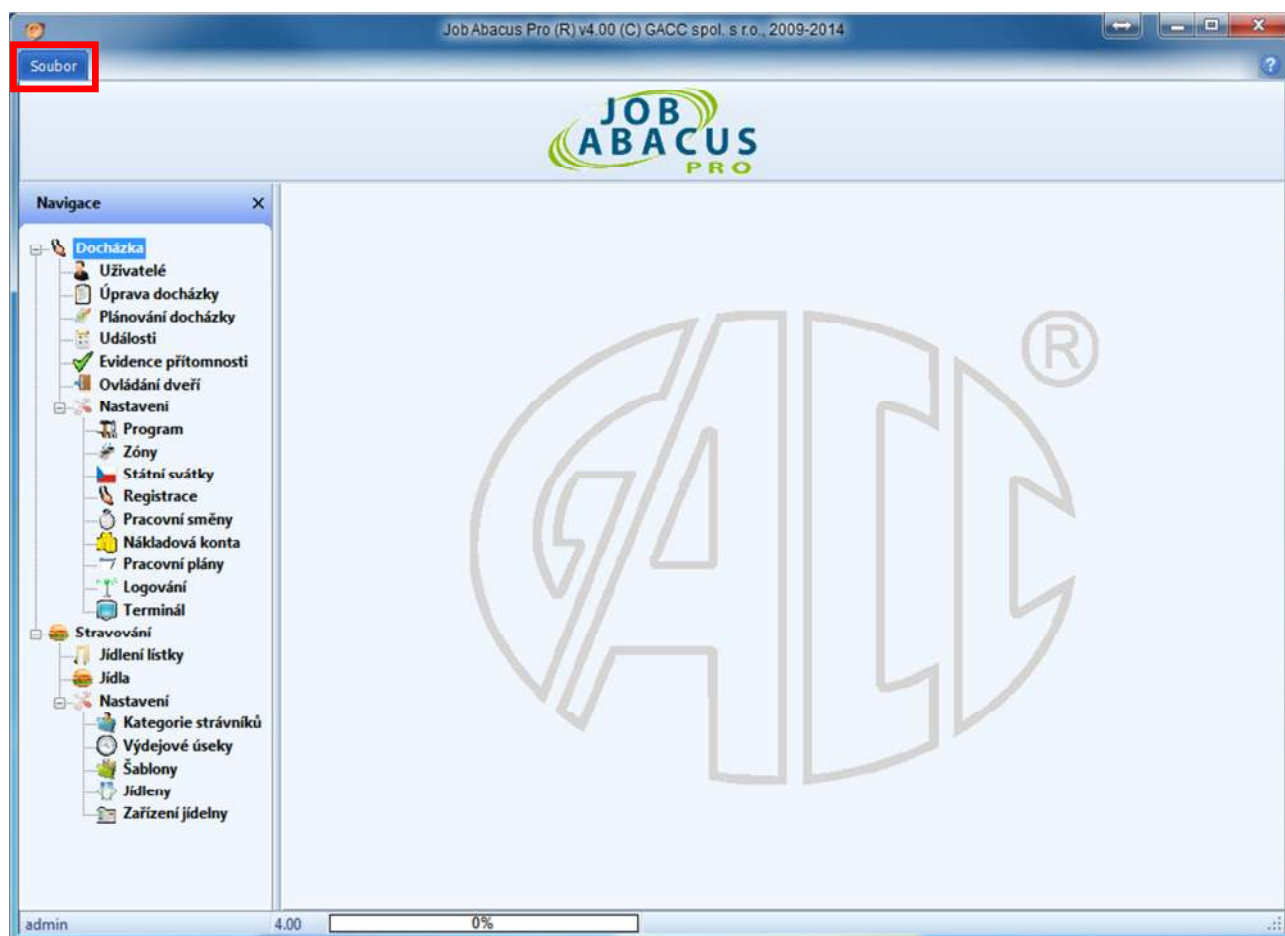 Job Abacus Pro (R) v4.00 (C) GACC spol. s r.o., 2009-2014
Soubor
?
JOB
ABACUS
PRO
Navigace
Docházka
Uživatelé
Úprava docházky
Plánování docházky
Události
Evidence přítomnosti
Ovládání dveří
Nastavení
Program
Zóny
Státní svátky
Registrace
Pracovní směny
Nákladová konta
Pracovní plány
Logování
Terminál
Stravování
Jídlení lístky
Jídla
Nastavení
Kategorie strávníků
Výdejové úseky
Šablony
Jídleny
Zařízení jídelny
GACC ®
admin 4.00 0%